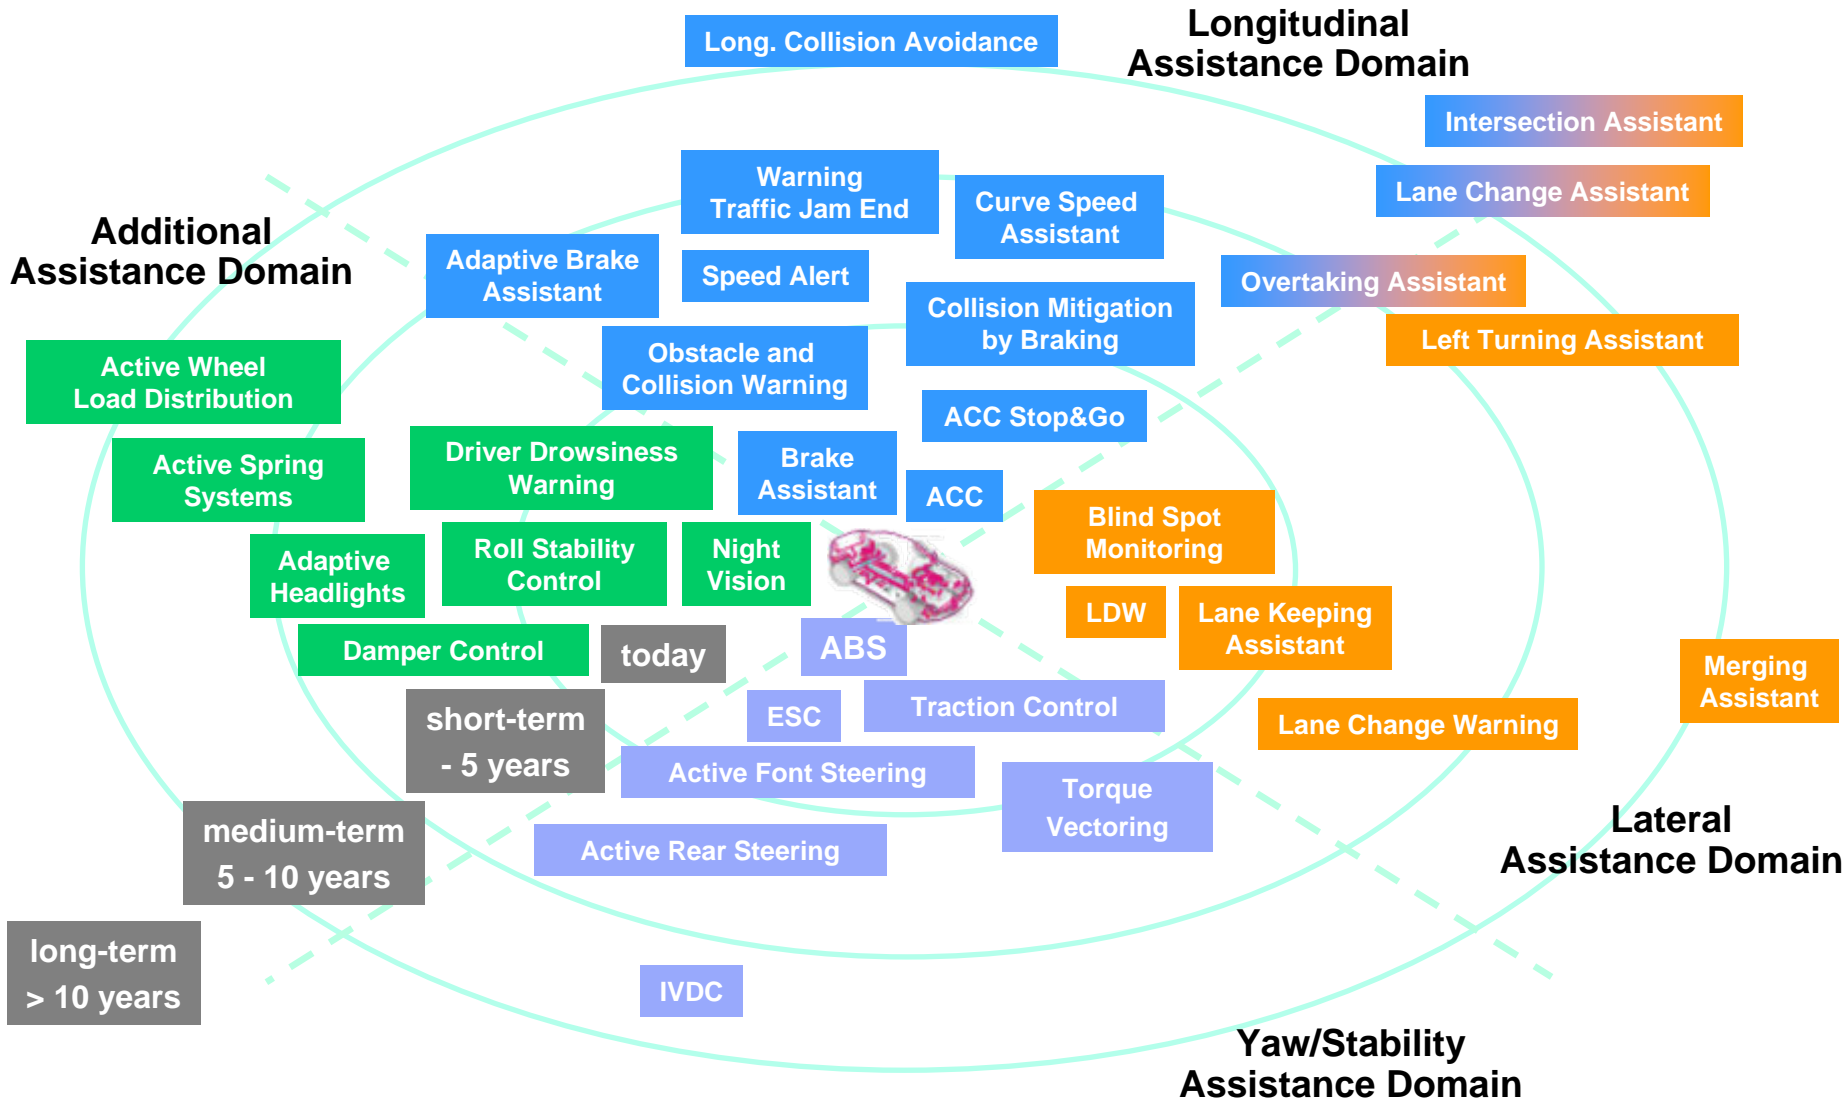 Long. Collision Avoidance
Longitudinal
Assistance Domain
Intersection Assistant
Lane Change Assistant
Warning
Traffic Jam End
Curve Speed
Assistant
Additional
Assistance Domain
Adaptive Brake
Assistant
Speed Alert
Overtaking Assistant
Collision Mitigation
by Braking
Left Turning Assistant
Obstacle and
Collision Warning
Active Wheel
Load Distribution
ACC Stop&Go
Driver Drowsiness
Warning
Brake
Assistant
Active Spring
Systems
ACC
Blind Spot
Monitoring
Adaptive
Headlights
Roll Stability
Control
Night
Vision
LDW
Lane Keeping
Assistant
Damper Control
today
ABS
Merging
Assistant
short-term
- 5 years
ESC
Traction Control
Lane Change Warning
Active Font Steering
Torque
Vectoring
medium-term
5 - 10 years
Active Rear Steering
Lateral
Assistance Domain
long-term
> 10 years
IVDC
Yaw/Stability
Assistance Domain